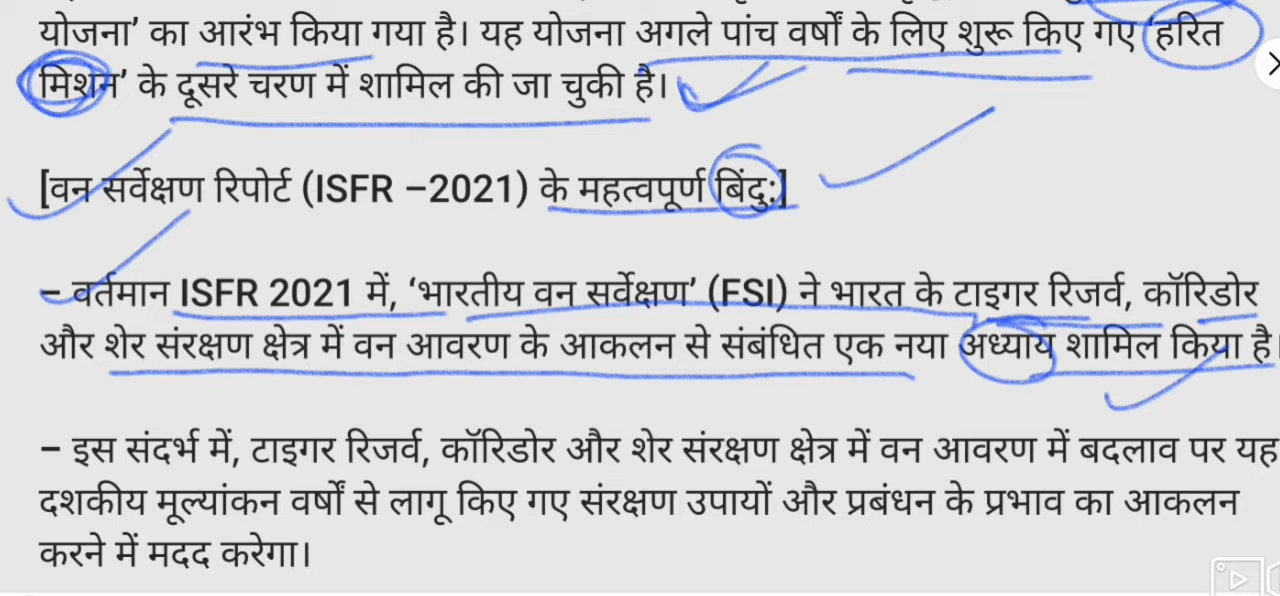 योजना’ का आरंभ किया गया है। यह योजना अगले पांच वर्षों के लिए शुरू किए गए ‘हरित
मिशन’ के दूसरे चरण में शामिल की जा चुकी है।
[वन सर्वेक्षण रिपोर्ट (ISFR –2021) के महत्वपूर्ण बिंदु:]
– वर्तमान ISFR 2021 में, ‘भारतीय वन सर्वेक्षण’ (FSI) ने भारत के टाइगर रिजर्व, कॉरिडोर
और शेर संरक्षण क्षेत्र में वन आवरण के आकलन से संबंधित एक नया अध्याय शामिल किया है।
– इस संदर्भ में, टाइगर रिजर्व, कॉरिडोर और शेर संरक्षण क्षेत्र में वन आवरण में बदलाव पर यह
दशकीय मूल्यांकन वर्षों से लागू किए गए संरक्षण उपायों और प्रबंधन के प्रभाव का आकलन
करने में मदद करेगा।